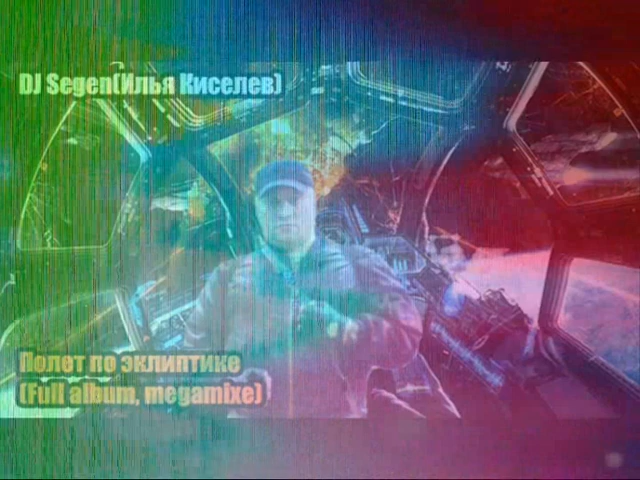 DJ Segen(Илья Киселев)
Полет по эклиптике
(Full album, megamixe)